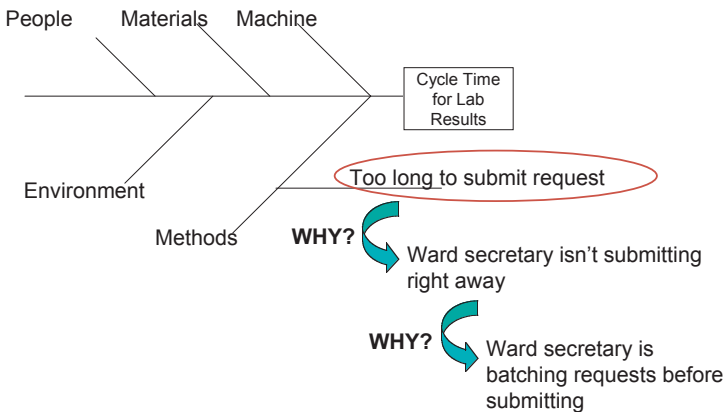 People Materials Machine
Cycle Time
for Lab
Results
Environment
Too long to submit request
Methods
WHY?
Ward secretary isn’t submitting
right away
WHY?
Ward secretary is
batching requests before
submitting